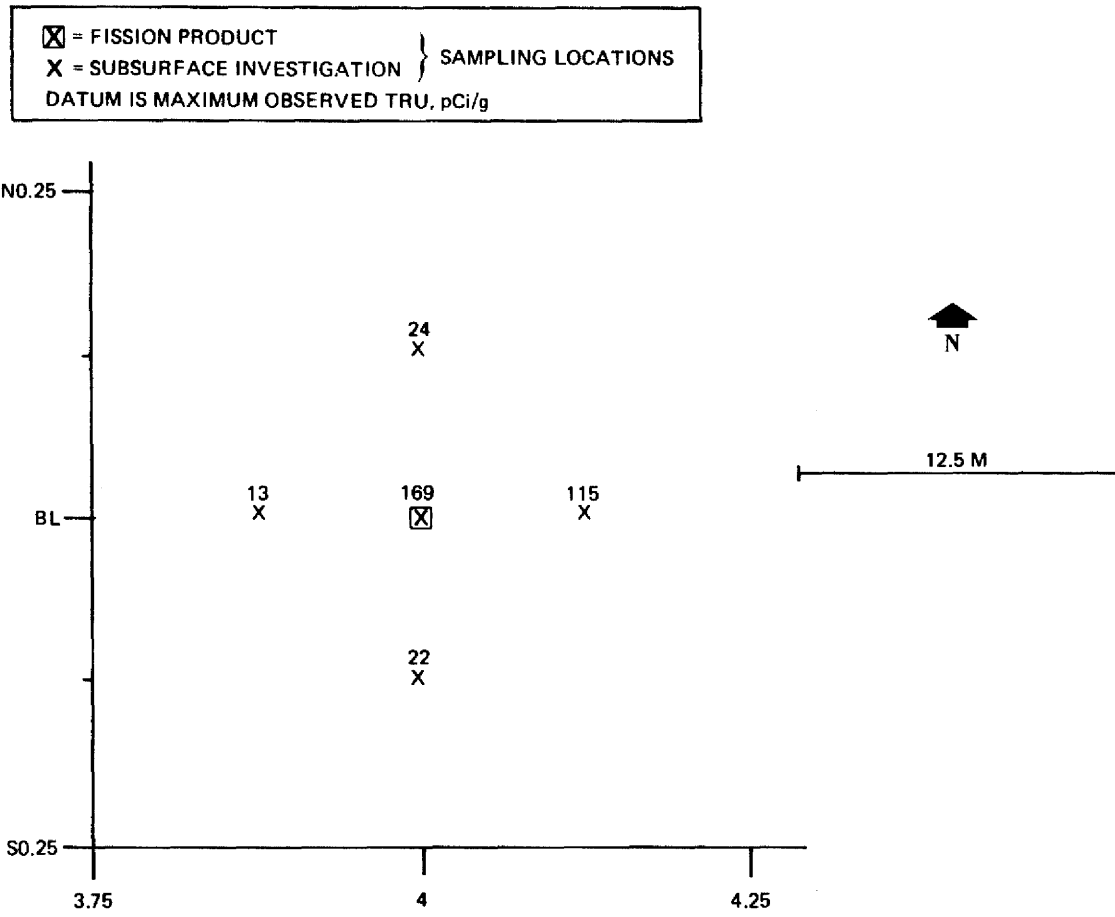 X = FISSION PRODUCT
X = SUBSURFACE INVESTIGATION } SAMPLING LOCATIONS
DATUM IS MAXIMUM OBSERVED TRU, pCi/g
N0.25
24
N
12.5 M
13 169 115
X X X
BL
22
X
S0.25
3.75 4 4.25